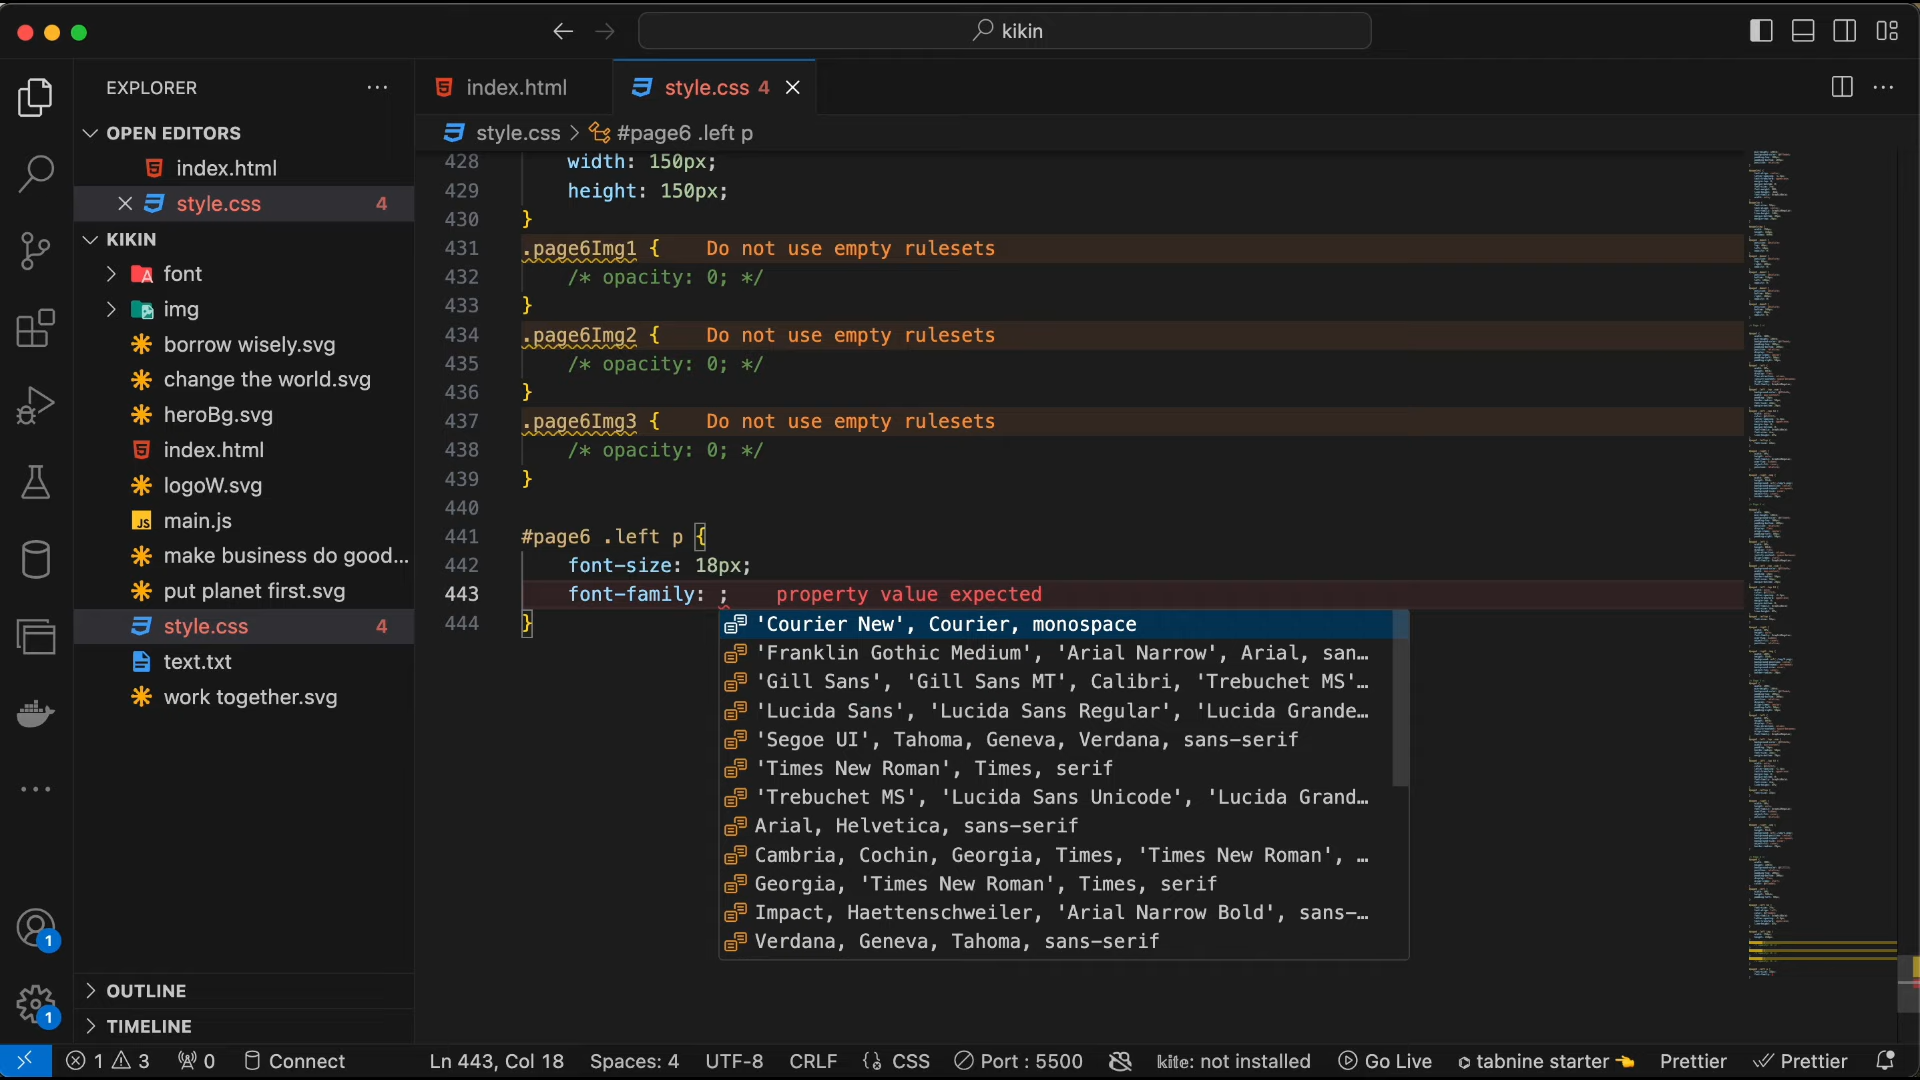 kikin
EXPLORER
index.html
style.css 4
OPEN EDITORS
style.css > #page6 .left p
index.html
style.css 4
KIKIN
font
img
borrow wisely.svg
change the world.svg
heroBg.svg
index.html
logoW.svg
main.js
make business do good...
put planet first.svg
style.css 4
text.txt
work together.svg
OUTLINE
TIMELINE
1
1
428 width: 150px;
429 height: 150px;
430 }
431 .page6Img1 { Do not use empty rulesets
432 /* opacity: 0; */
433 }
434 .page6Img2 { Do not use empty rulesets
435 /* opacity: 0; */
436 }
437 .page6Img3 { Do not use empty rulesets
438 /* opacity: 0; */
439 }
440
441 #page6 .left p {
442 font-size: 18px;
443 font-family: ; property value expected
444 }
'Courier New', Courier, monospace
'Franklin Gothic Medium', 'Arial Narrow', Arial, san…
'Gill Sans', 'Gill Sans MT', Calibri, 'Trebuchet MS'…
'Lucida Sans', 'Lucida Sans Regular', 'Lucida Grande…
'Segoe UI', Tahoma, Geneva, Verdana, sans-serif
'Times New Roman', Times, serif
'Trebuchet MS', 'Lucida Sans Unicode', 'Lucida Grand…
Arial, Helvetica, sans-serif
Cambria, Cochin, Georgia, Times, 'Times New Roman', …
Georgia, 'Times New Roman', Times, serif
Impact, Haettenschweiler, 'Arial Narrow Bold', sans-…
Verdana, Geneva, Tahoma, sans-serif
1 3 0 Connect Ln 443, Col 18 Spaces: 4 UTF-8 CRLF {} CSS Port : 5500 kite: not installed Go Live tabnine starter Prettier Prettier